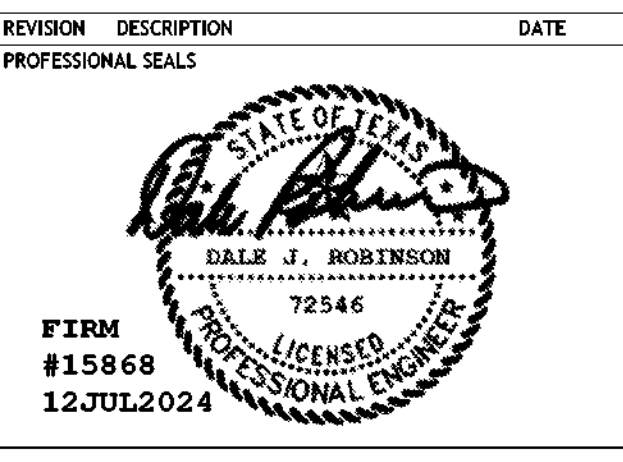 REVISION DESCRIPTION DATE
PROFESSIONAL SEALS
STATE OF TEXAS
DALE J. ROBINSON
72546
LICENSED
PROFESSIONAL ENGINEER
FIRM
#15868
12JUL2024